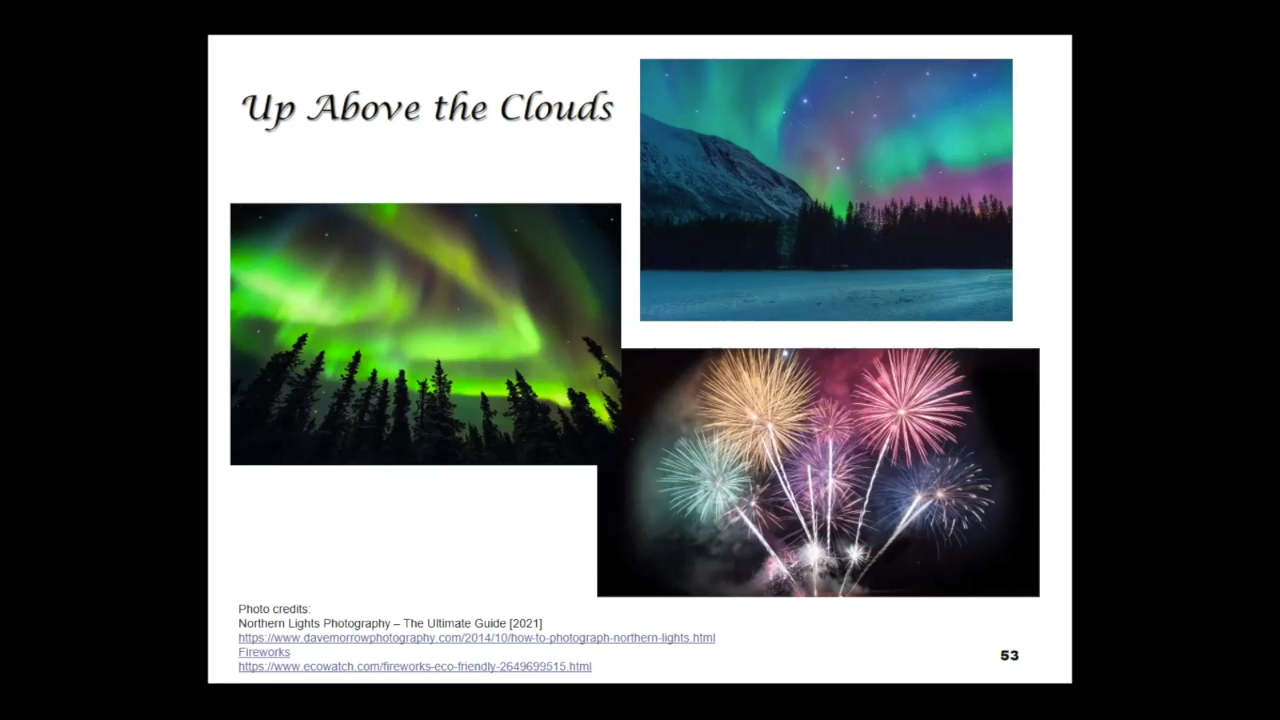 Up Above the Clouds
Photo credits:
Northern Lights Photography – The Ultimate Guide [2021]
https://www.davemorrowphotography.com/2014/10/how-to-photograph-northern-lights.html
Fireworks
https://www.ecowatch.com/fireworks-eco-friendly-2649699515.html
53